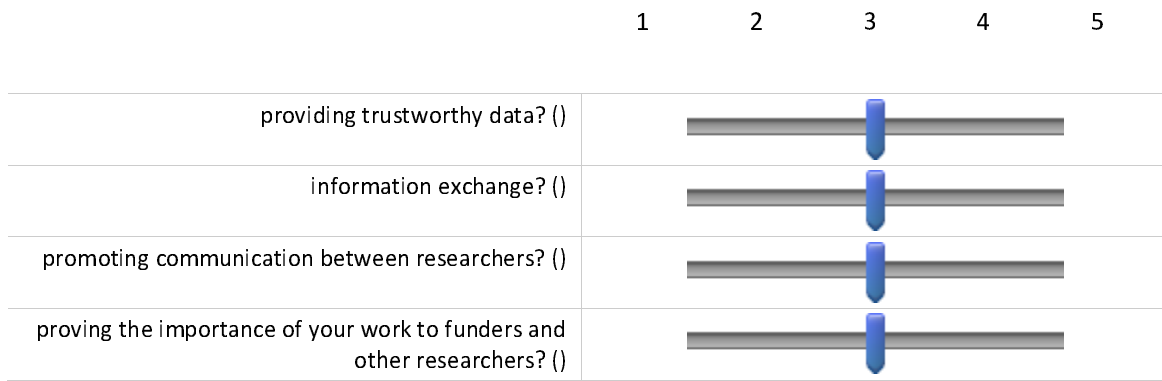 1 2 3 4 5
providing trustworthy data? ()
information exchange? ()
promoting communication between researchers? ()
proving the importance of your work to funders and
other researchers? ()